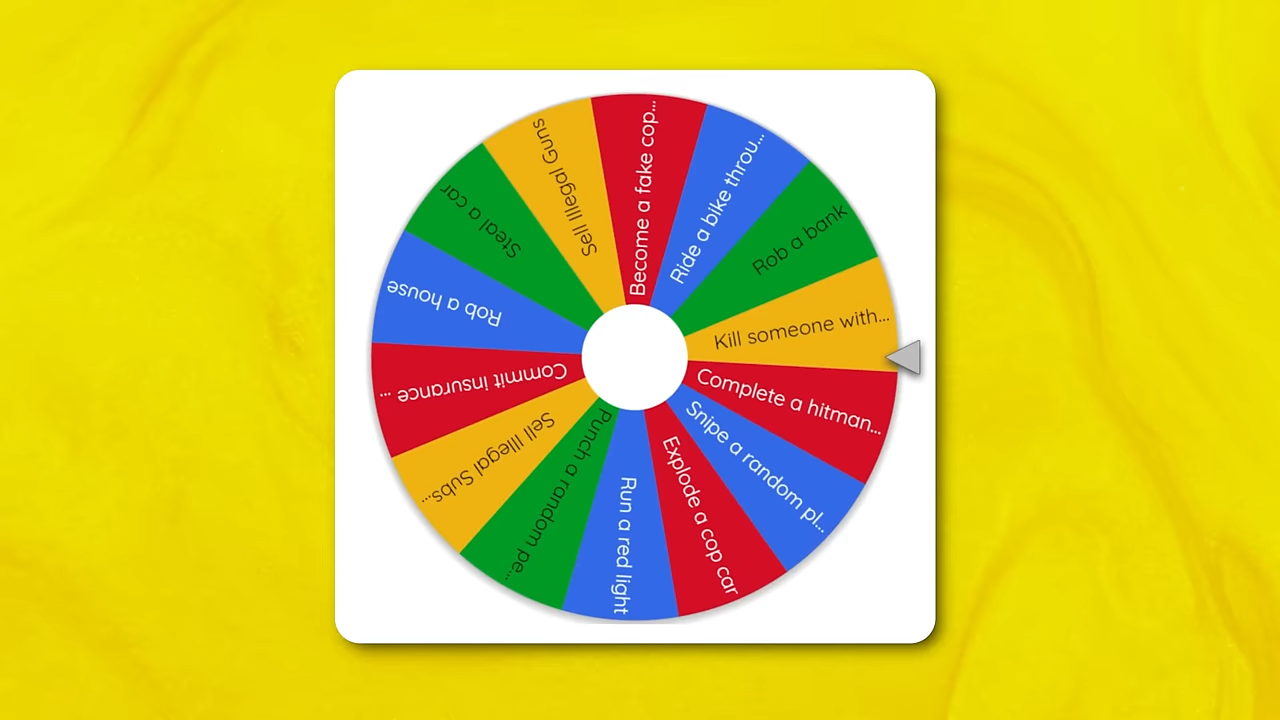 Become a fake cop...
Ride a bike throu...
Rob a bank
Kill someone with...
Complete a hitman...
Snipe a random pl...
Explode a cop car
Run a red light
Punch a random pe...
Sell Illegal Subs...
Commit insurance ...
Rob a house
Steal a car
Sell Illegal Guns